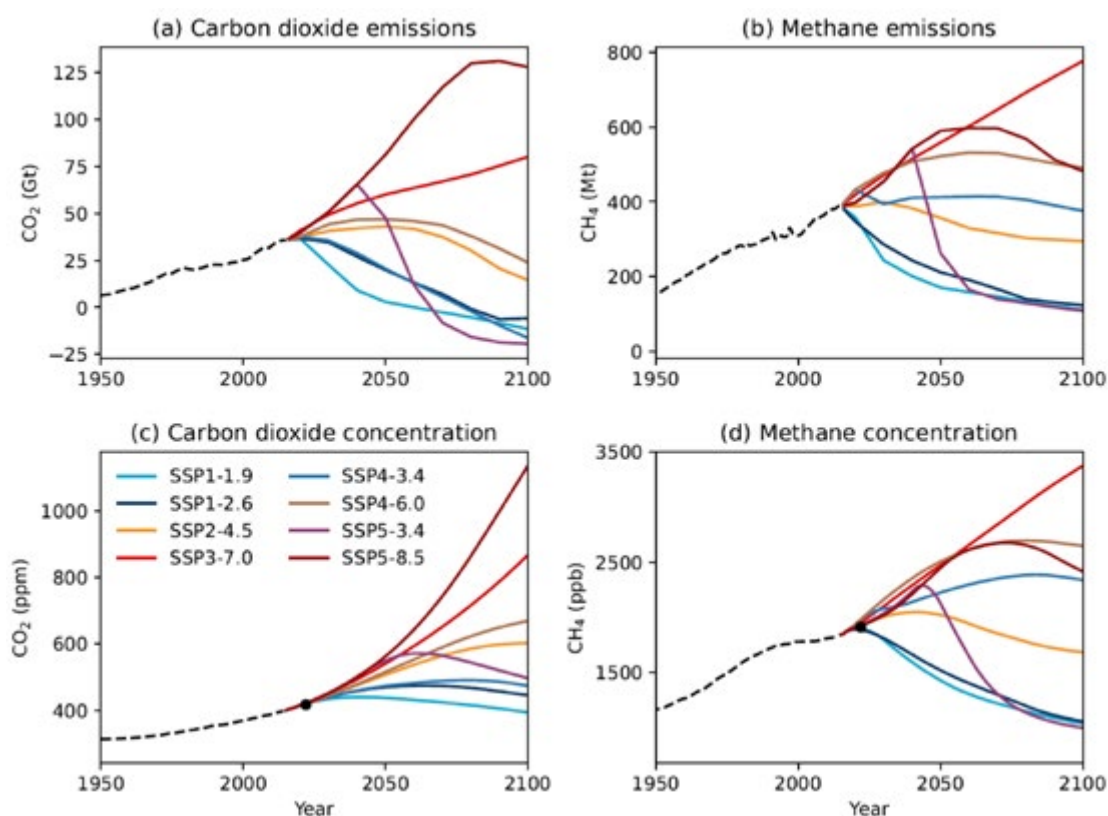 (a) Carbon dioxide emissions
CO₂ (Gt)
125
100
75
50
25
0
−25
1950
2000
2050
2100
(b) Methane emissions
CH₄ (Mt)
800
600
400
200
0
1950
2000
2050
2100
(c) Carbon dioxide concentration
CO₂ (ppm)
1000
800
600
400
SSP1-1.9
SSP1-2.6
SSP2-4.5
SSP3-7.0
SSP4-3.4
SSP4-6.0
SSP5-3.4
SSP5-8.5
1950
2000
2050
2100
Year
(d) Methane concentration
CH₄ (ppb)
3500
2500
1500
1950
2000
2050
2100
Year